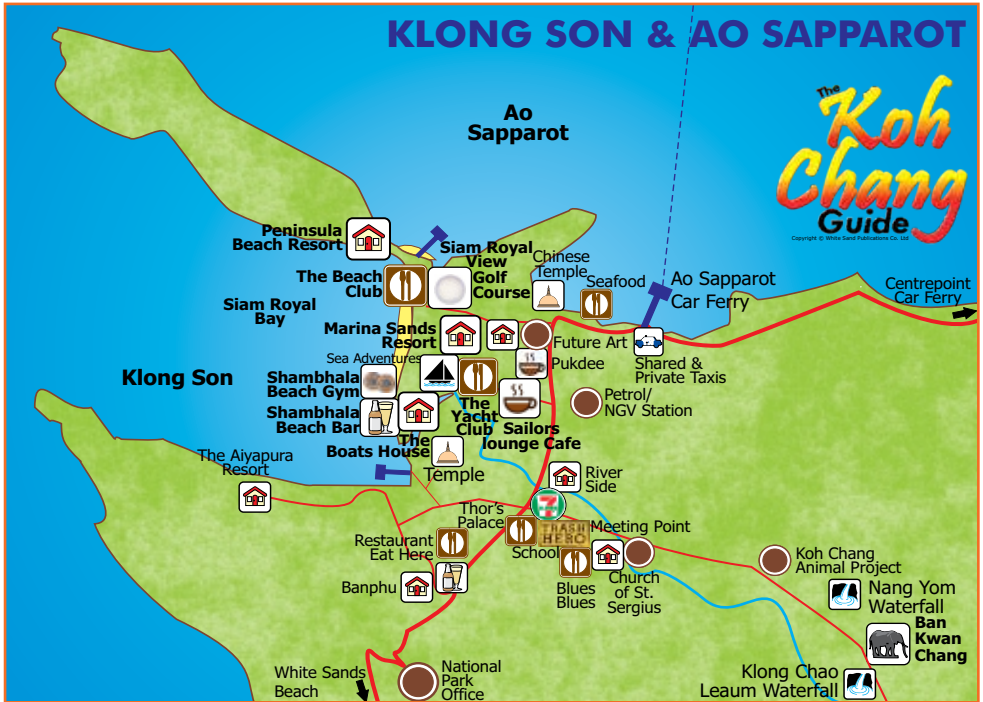 KLONG SON & AO SAPPAROT
The
Koh
Chang
Guide
Copyright © White Sand Publications Co. Ltd
Ao
Sapparot
Peninsula
Beach Resort
Siam Royal
View
Golf
Course
Chinese
Temple
Seafood
Ao Sapparot
Car Ferry
Centrepoint
Car Ferry
The Beach
Club
Siam Royal
Bay
Marina Sands
Resort
Future Art
Sea Adventures
Pukdee
Shared &
Private Taxis
Klong Son
Shambhala
Beach Gym
Shambhala
Beach Bar
The
Yacht
Club
Sailors
lounge Cafe
Petrol/
NGV Station
The
Boats House
Temple
The Aiyapura
Resort
River
Side
7
Thor's
Palace
TRASH
HERO
Meeting Point
School
Restaurant
Eat Here
Banphu
Blues
Blues
Church
of St.
Sergius
Koh Chang
Animal Project
Nang Yom
Waterfall
Ban
Kwan
Chang
Klong Chao
Leaum Waterfall
White Sands
Beach
National
Park
Office